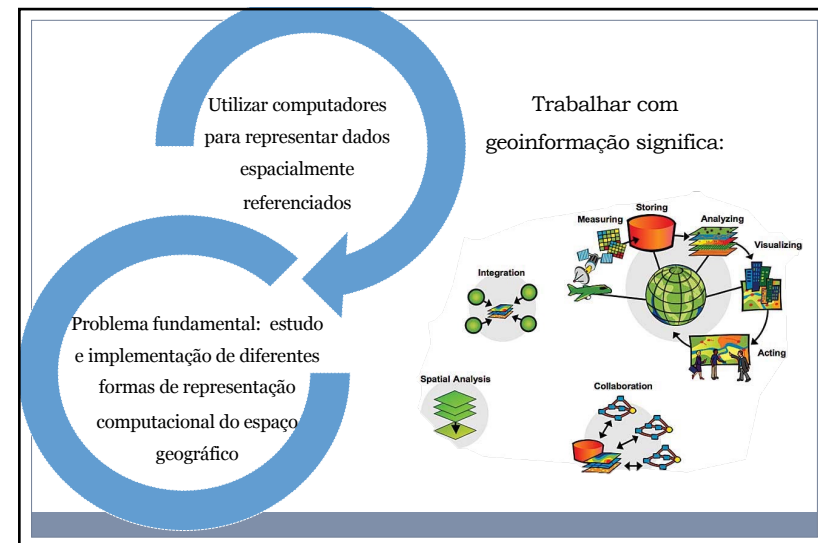 Utilizar computadores
para representar dados
espacialmente
referenciados
Problema fundamental: estudo
e implementação de diferentes
formas de representação
computacional do espaço
geográfico
Trabalhar com
geoinformação significa:
Storing
Measuring
Analyzing
Visualizing
Integration
Acting
Spatial Analysis
Collaboration